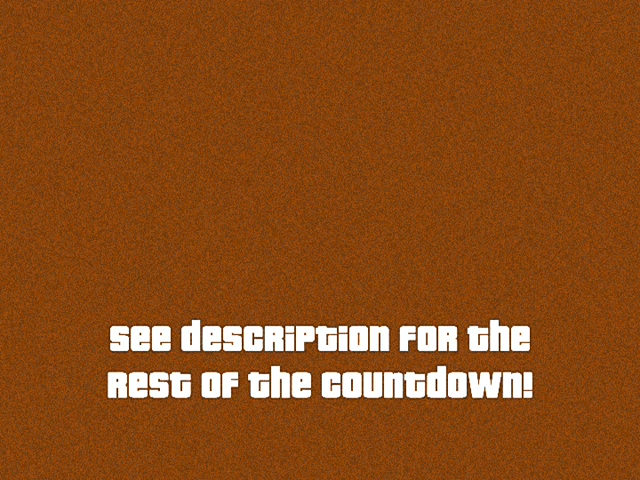 see description for the
rest of the countdown!